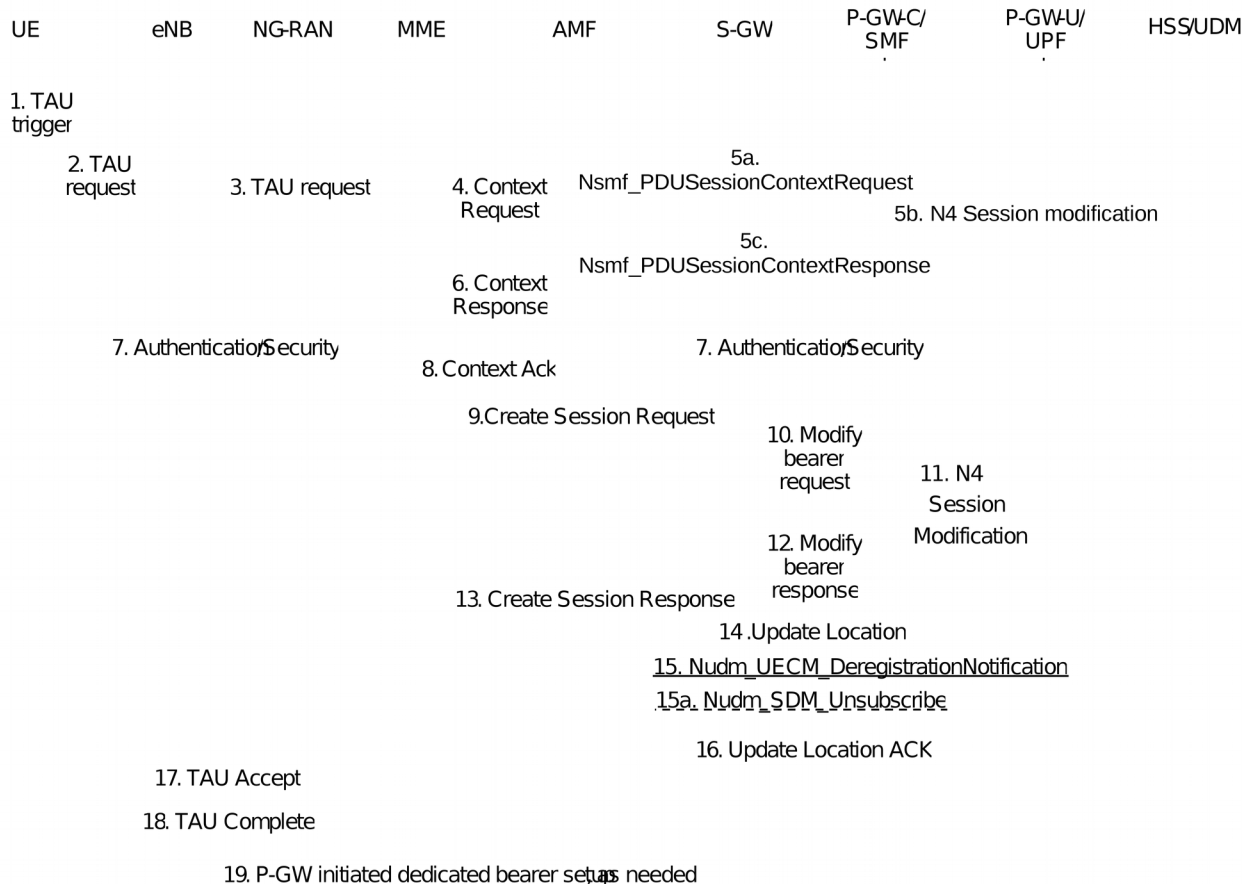 UE eNB NG-RAN MME AMF S-GW P-GW-C/ P-GW-U/ HSS/UDM
SMF UPF
1. TAU
trigger
2. TAU
request
3. TAU request
4. Context
Request
5a.
Nsmf_PDUSessionContextRequest
5b. N4 Session modification
5c.
Nsmf_PDUSessionContextResponse
6. Context
Response
7. Authentication/Security 7. Authentication/Security
8. Context Ack
9.Create Session Request
10. Modify
bearer
request
11. N4
Session
Modification
12. Modify
bearer
response
13. Create Session Response
14.Update Location
15. Nudm_UECM_DeregistrationNotification
15a. Nudm_SDM_Unsubscribe
16. Update Location ACK
17. TAU Accept
18. TAU Complete
19. P-GW initiated dedicated bearer setup, as needed